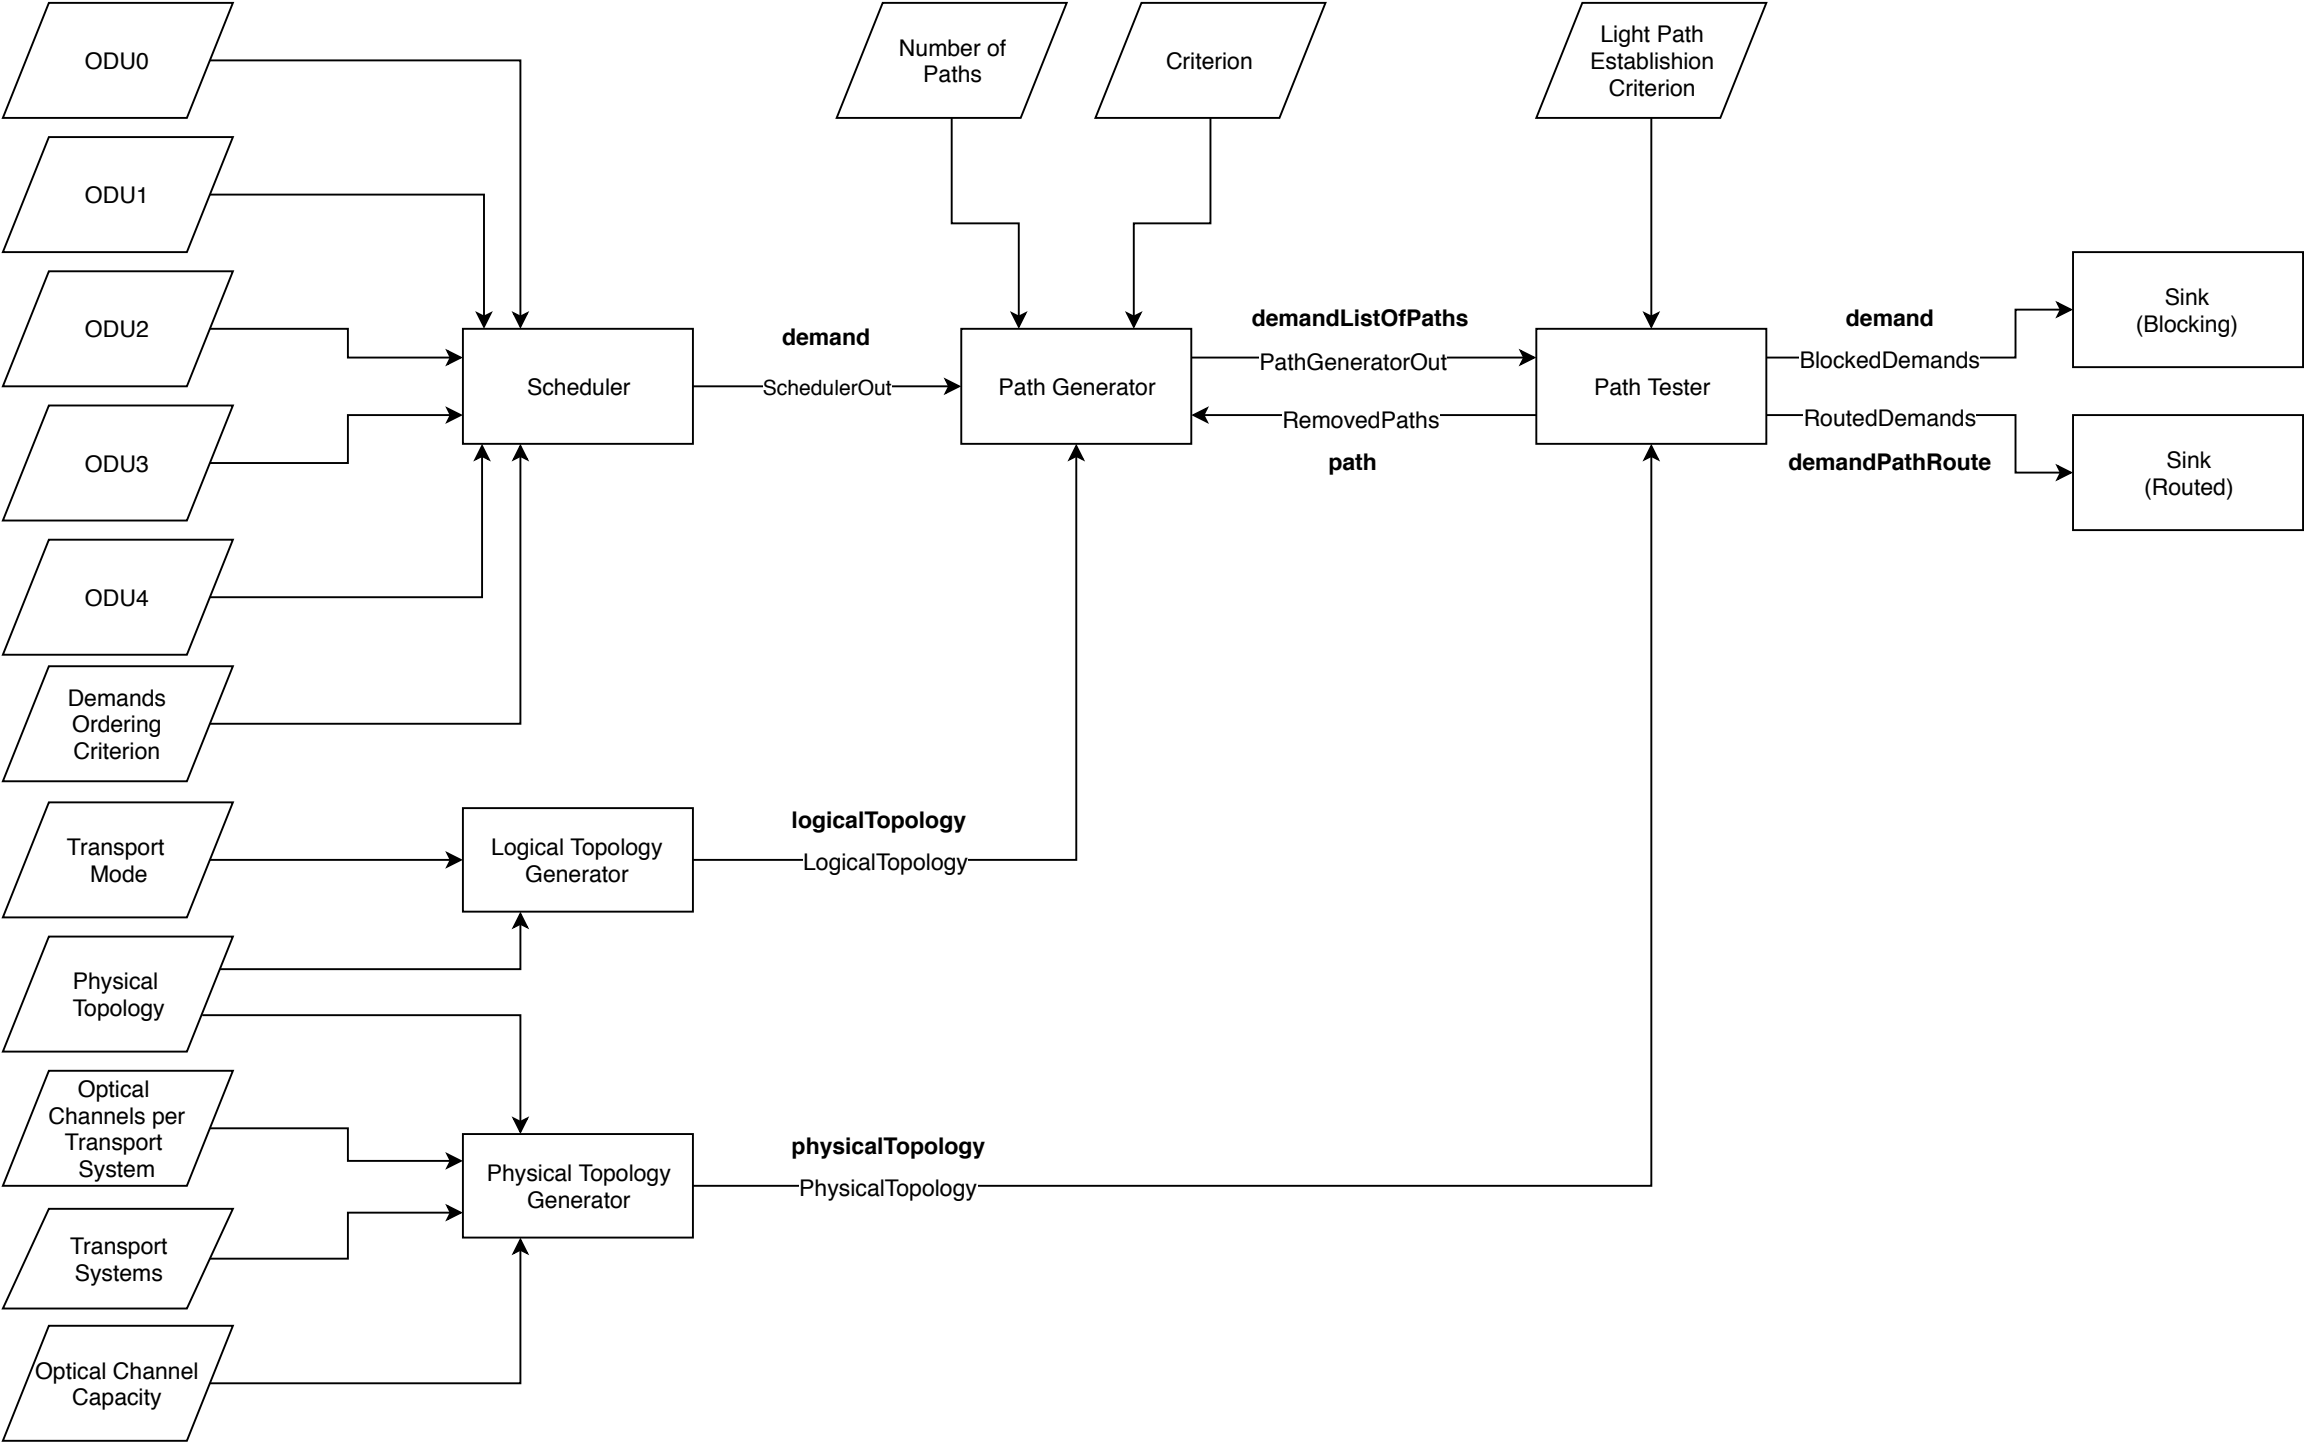 ODU0
ODU1
ODU2
ODU3
ODU4
Demands
Ordering
Criterion
Transport
Mode
Physical
Topology
Optical
Channels per
Transport
System
Transport
Systems
Optical Channel
Capacity
Scheduler
Logical Topology
Generator
Physical Topology
Generator
demand
SchedulerOut
logicalTopology
LogicalTopology
physicalTopology
PhysicalTopology
Number of
Paths
Criterion
Path Generator
demandListOfPaths
PathGeneratorOut
RemovedPaths
path
Light Path
Establishion
Criterion
Path Tester
demand
BlockedDemands
RoutedDemands
demandPathRoute
Sink
(Blocking)
Sink
(Routed)